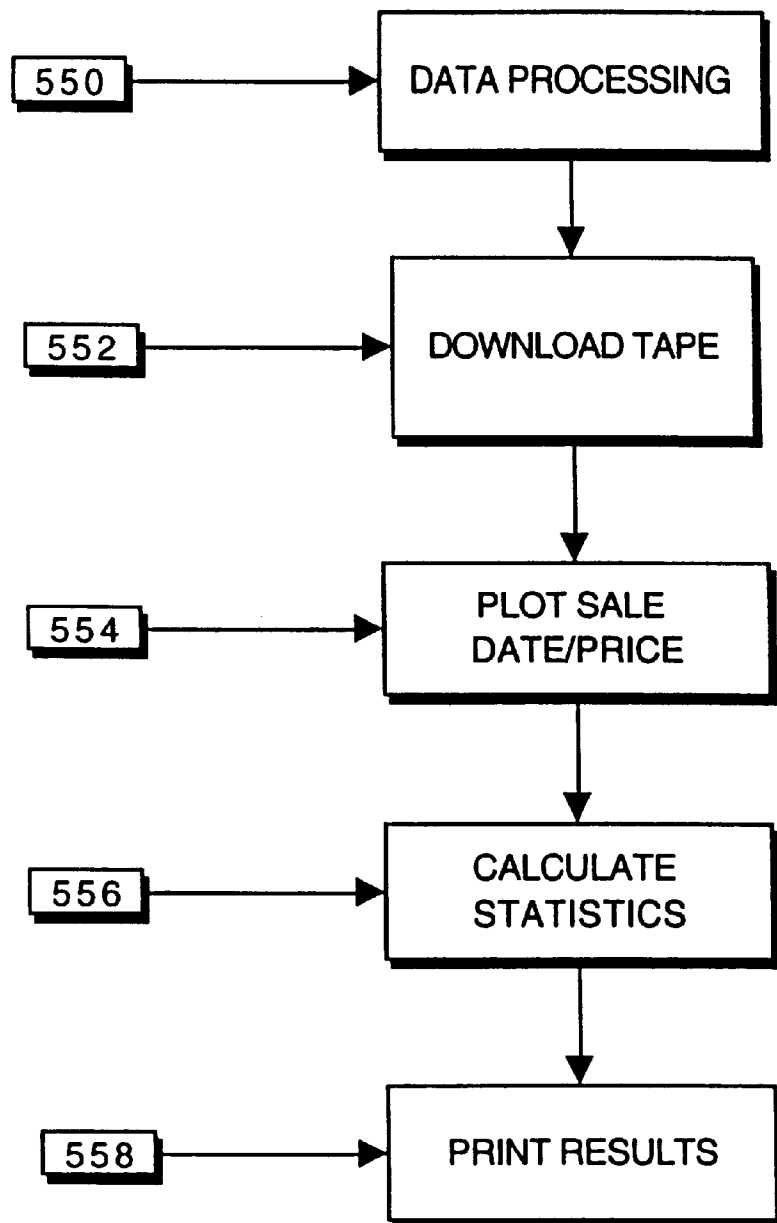 550
DATA PROCESSING
552
DOWNLOAD TAPE
554
PLOT SALE
DATE/PRICE
556
CALCULATE
STATISTICS
558
PRINT RESULTS